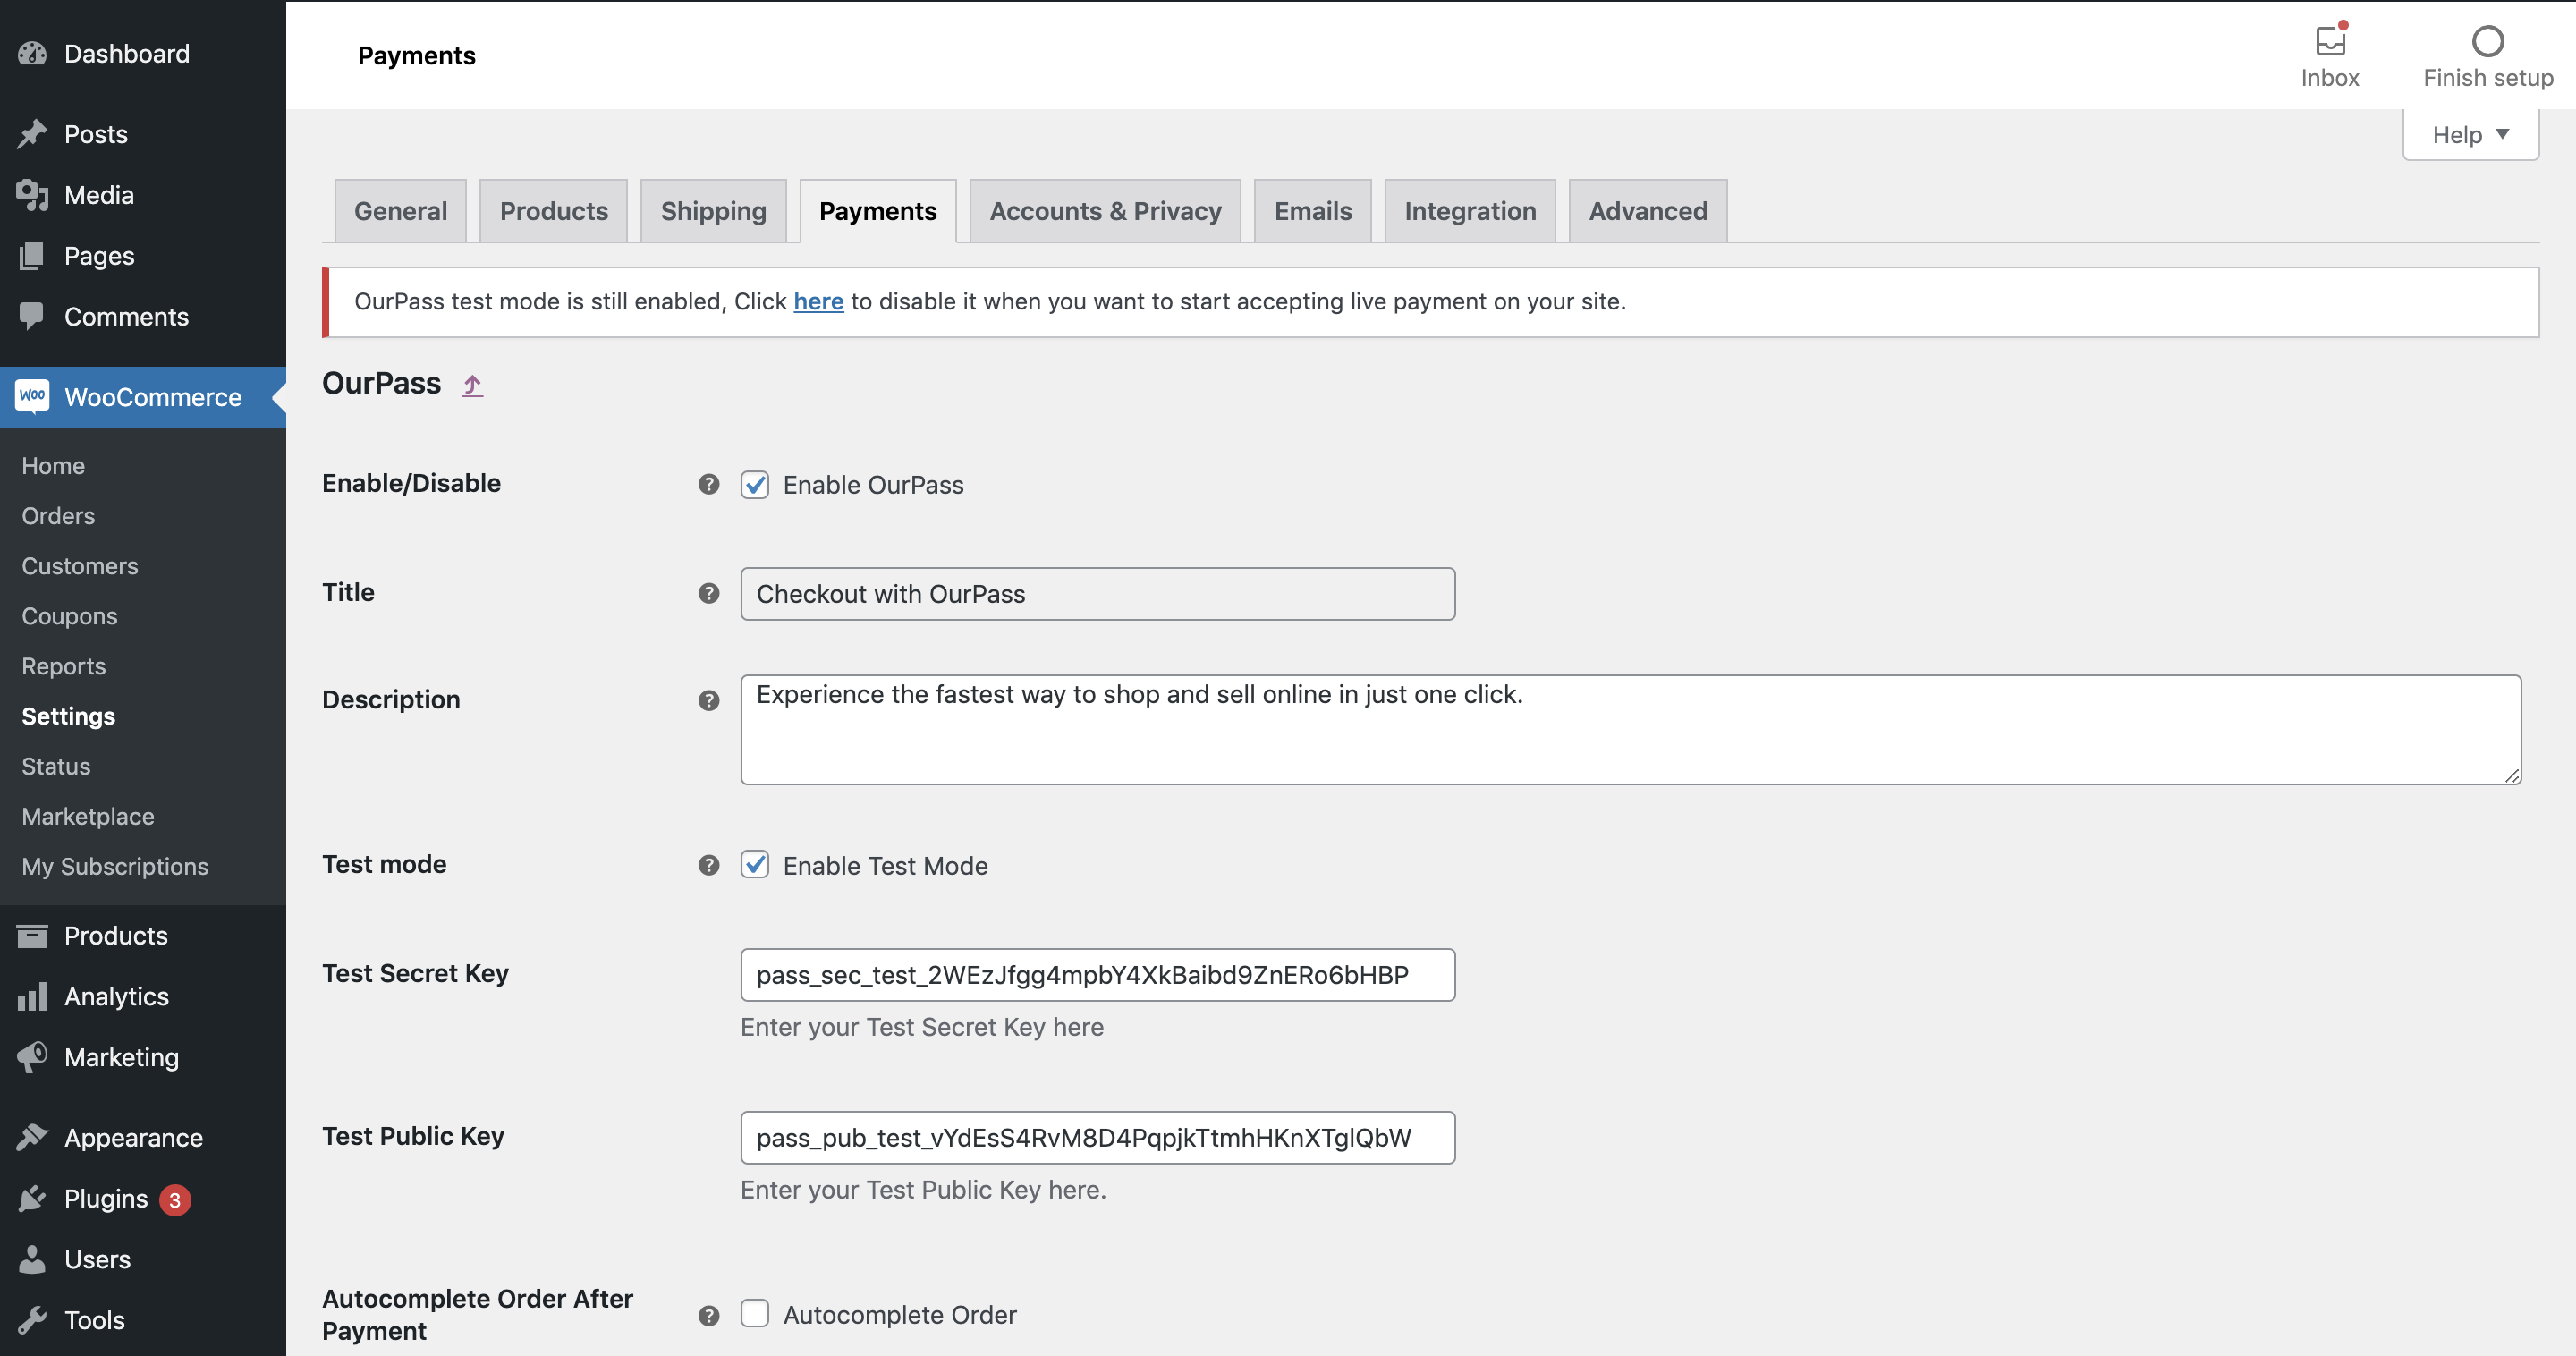 Dashboard
Posts
Media
Pages
Comments
Woo WooCommerce
Home
Orders
Customers
Coupons
Reports
Settings
Status
Marketplace
My Subscriptions
Products
Analytics
Marketing
Appearance
Plugins 3
Users
Tools
Payments
Inbox
Finish setup
Help
General Products Shipping Payments Accounts & Privacy Emails Integration Advanced
OurPass test mode is still enabled, Click here to disable it when you want to start accepting live payment on your site.
OurPass
Enable/Disable ? Enable OurPass
Title ? Checkout with OurPass
Description ? Experience the fastest way to shop and sell online in just one click.
Test mode ? Enable Test Mode
Test Secret Key pass_sec_test_2WEzJfgg4mpbY4XkBaibd9ZnERo6bHBP
Enter your Test Secret Key here
Test Public Key pass_pub_test_vYdEsS4RvM8D4PqpjkTtmhHKnXTglQbW
Enter your Test Public Key here.
Autocomplete Order After
Payment ? Autocomplete Order